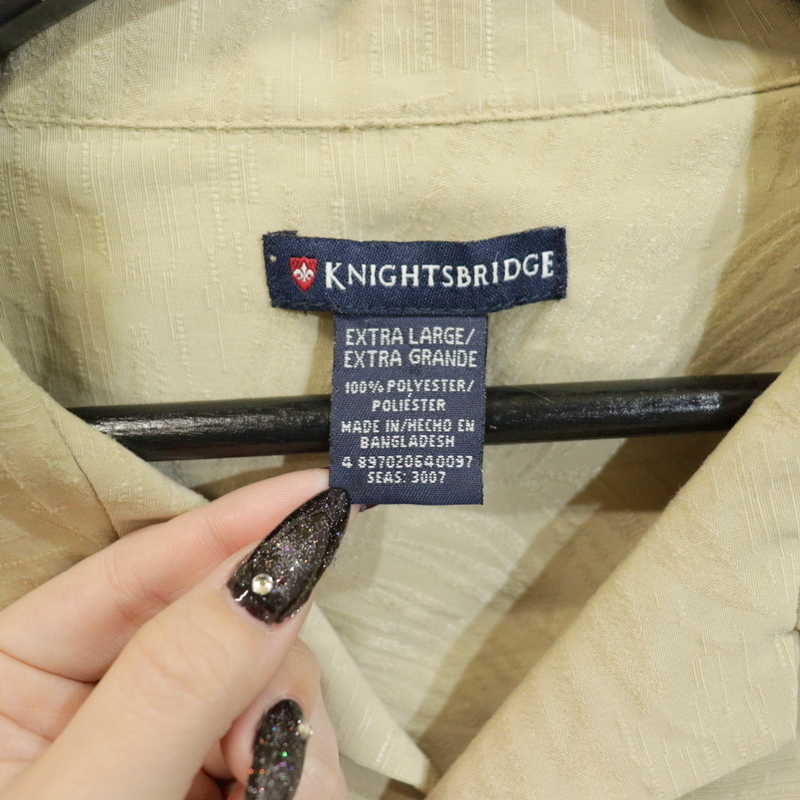 KNIGHTSBRIDGE
EXTRA LARGE/
EXTRA GRANDE
100% POLYESTER/
POLIÉSTER
MADE IN/HECHO EN
BANGLADESH
4 897020640097
SEAS: 3007